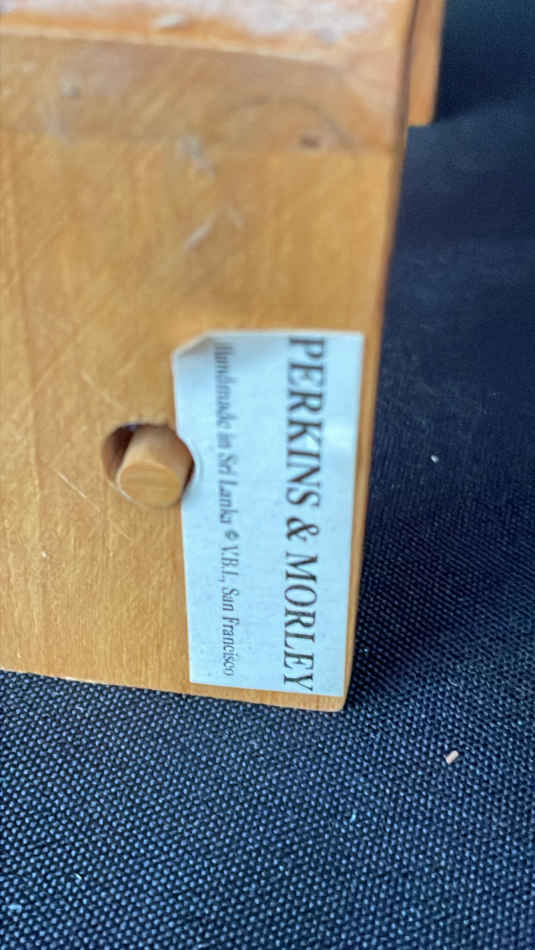 PERKINS & MORLEY
Handmade in Sri Lanka © V.B.I., San Francisco